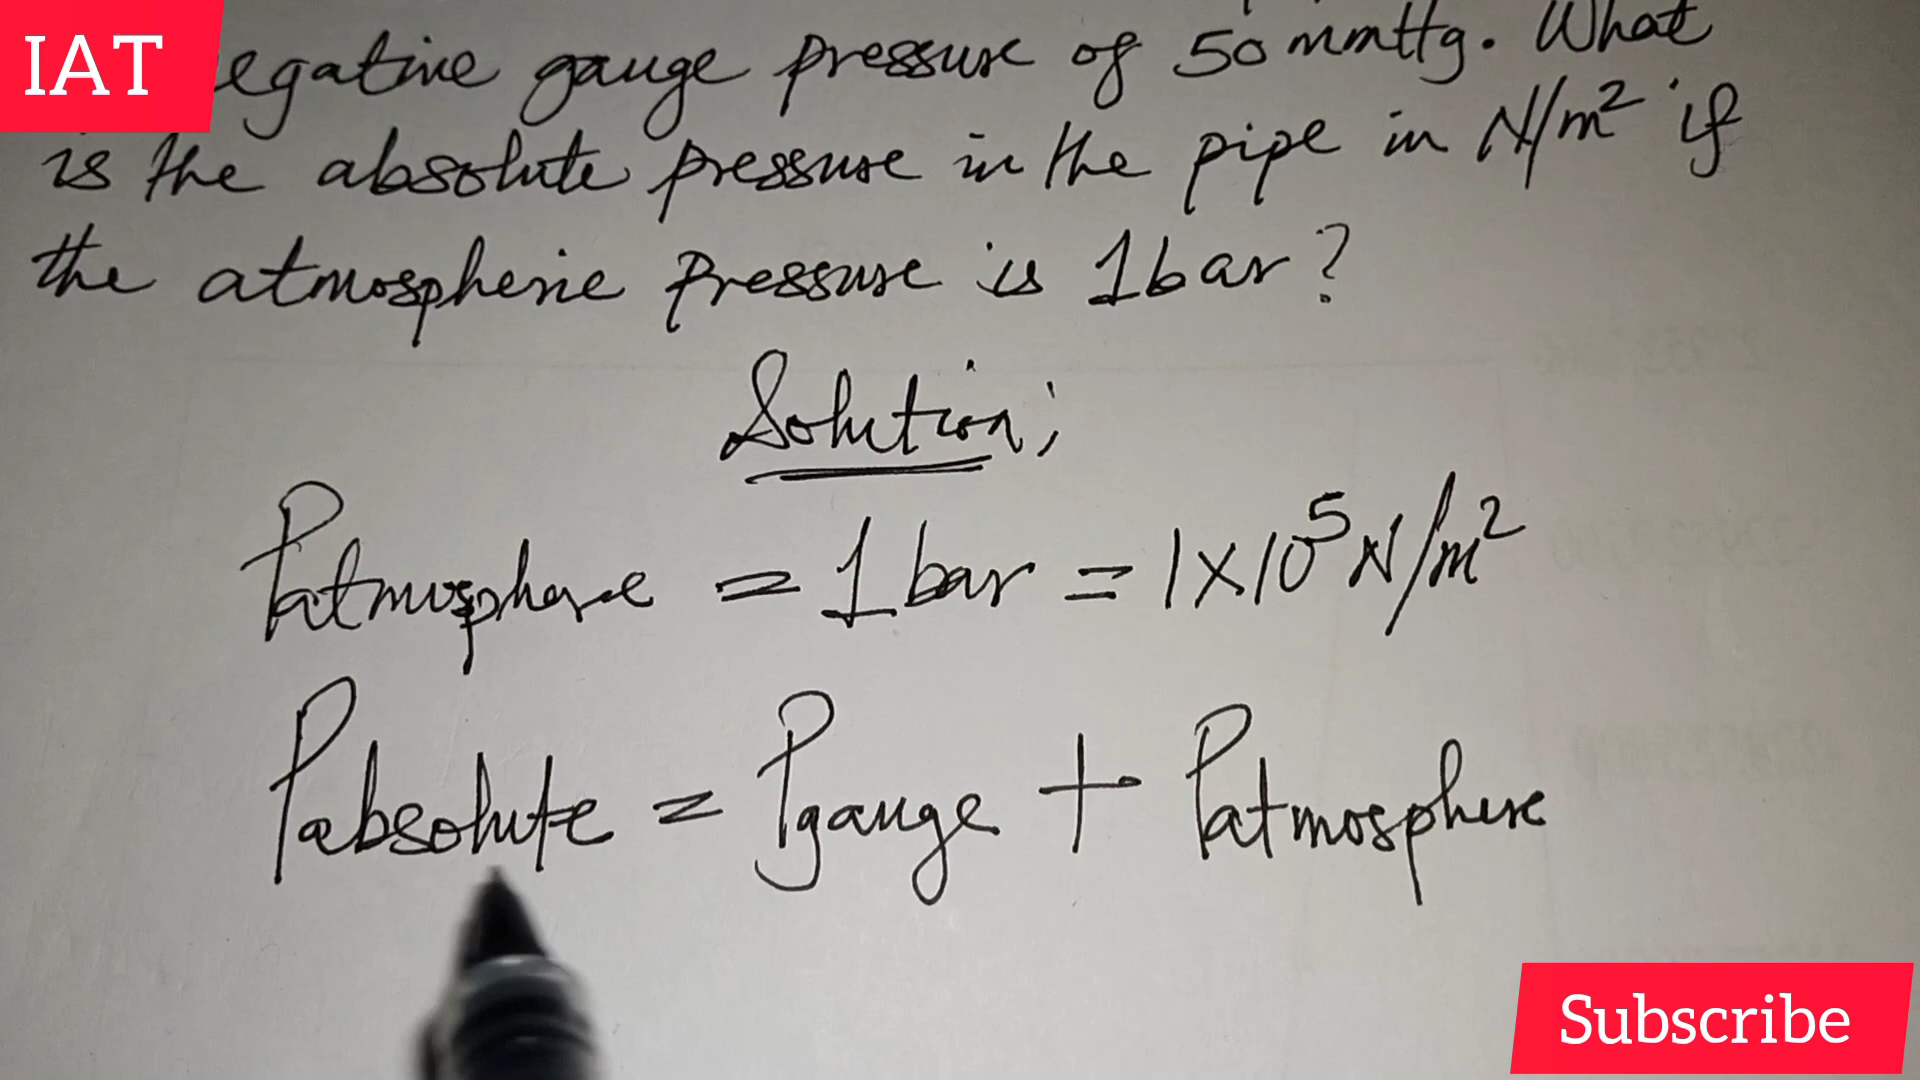 IAT
egative gauge pressure of 50 mmHg. What
is the absolute pressure in the pipe in N/m² if
the atmospheric pressure is 1bar?
Solution;
Patmosphere = 1 bar = 1×10⁵ N/m²
Pabsolute = Pgauge + Patmosphere
Subscribe